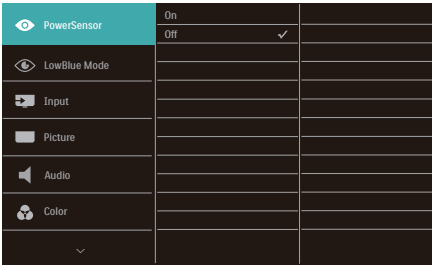 PowerSensor
On
Off
LowBlue Mode
Input
Picture
Audio
Color